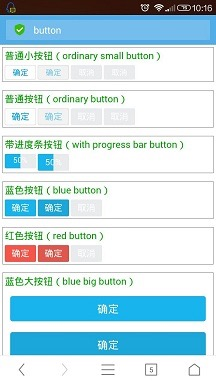 10:16
button
普通小按钮 ( ordinary small button )
确定 确定 取消 取消
普通按钮 ( ordinary button )
确定 确定 取消 取消
带进度条按钮 ( with progress bar button )
50% 50%
蓝色按钮 ( blue button )
确定 确定 取消
红色按钮 ( red button )
确定 确定 取消
蓝色大按钮 ( blue big button )
确定
确定
5